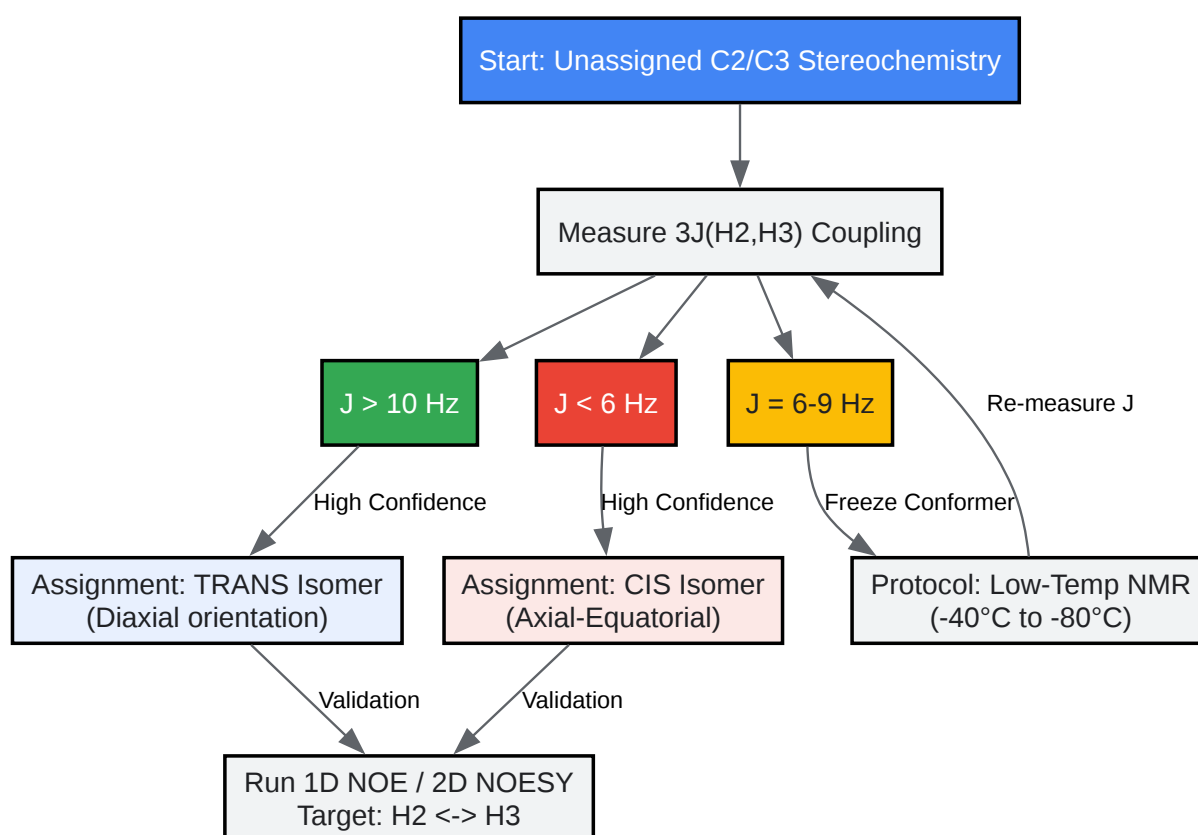 Start: Unassigned C2/C3 Stereochemistry
Measure 3J(H2,H3) Coupling
J > 10 Hz
J < 6 Hz
J = 6-9 Hz
Re-measure J
High Confidence
High Confidence
Freeze Conformer
Assignment: TRANS Isomer
(Diaxial orientation)
Assignment: CIS Isomer
(Axial-Equatorial)
Protocol: Low-Temp NMR
(-40°C to -80°C)
Validation
Validation
Run 1D NOE / 2D NOESY
Target: H2 <-> H3